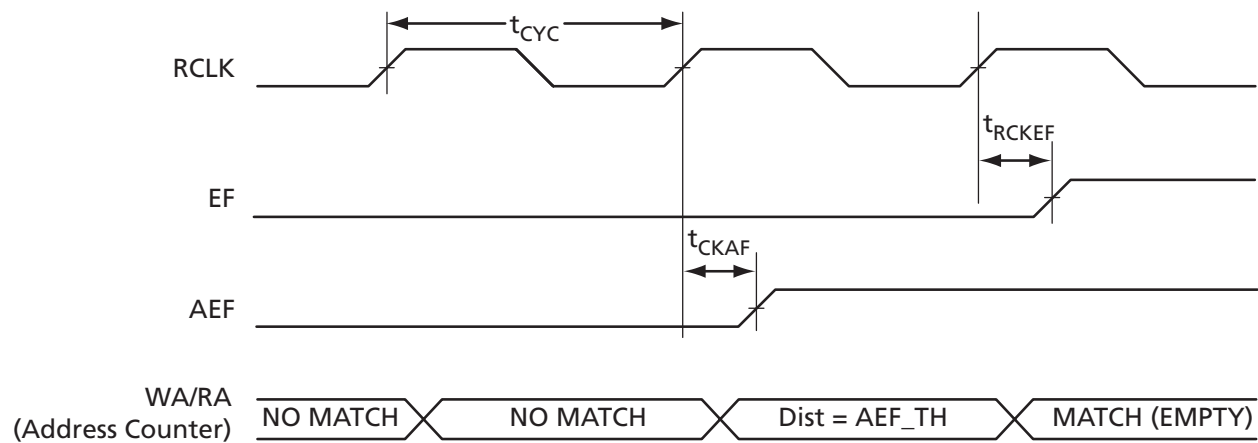 tCYC
RCLK
tRCKEF
EF
tCKAF
AEF
WA/RA
(Address Counter)
NO MATCH
NO MATCH
Dist = AEF_TH
MATCH (EMPTY)